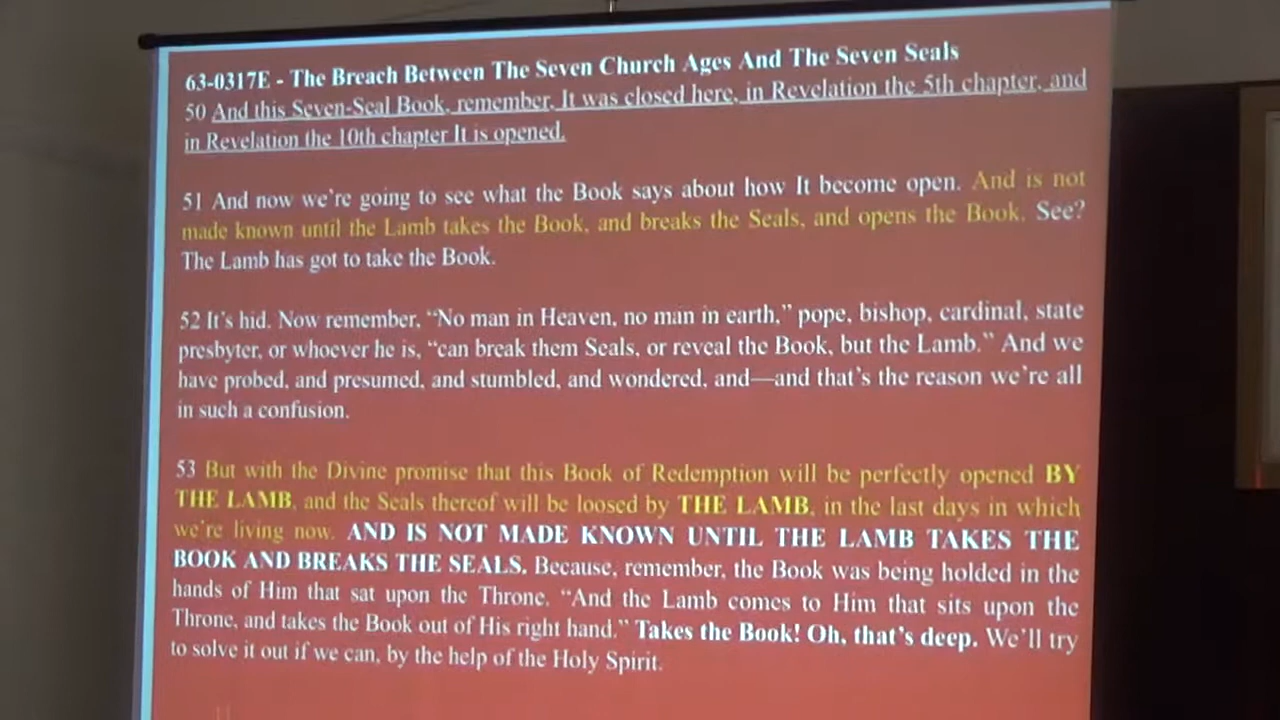 63-0317E - The Breach Between The Seven Church Ages And The Seven Seals
50 And this Seven-Seal Book, remember, It was closed here, in Revelation the 5th chapter, and
in Revelation the 10th chapter It is opened.
51 And now we're going to see what the Book says about how It become open. And is not
made known until the Lamb takes the Book, and breaks the Seals, and opens the Book. See?
The Lamb has got to take the Book.
52 It's hid. Now remember, “No man in Heaven, no man in earth,” pope, bishop, cardinal, state
presbyter, or whoever he is, “can break them Seals, or reveal the Book, but the Lamb.” And we
have probed, and presumed, and stumbled, and wondered, and—and that's the reason we're all
in such a confusion.
53 But with the Divine promise that this Book of Redemption will be perfectly opened BY
THE LAMB, and the Seals thereof will be loosed by THE LAMB, in the last days in which
we're living now. AND IS NOT MADE KNOWN UNTIL THE LAMB TAKES THE
BOOK AND BREAKS THE SEALS. Because, remember, the Book was being holded in the
hands of Him that sat upon the Throne. “And the Lamb comes to Him that sits upon the
Throne, and takes the Book out of His right hand.” Takes the Book! Oh, that's deep. We'll try
to solve it out if we can, by the help of the Holy Spirit.